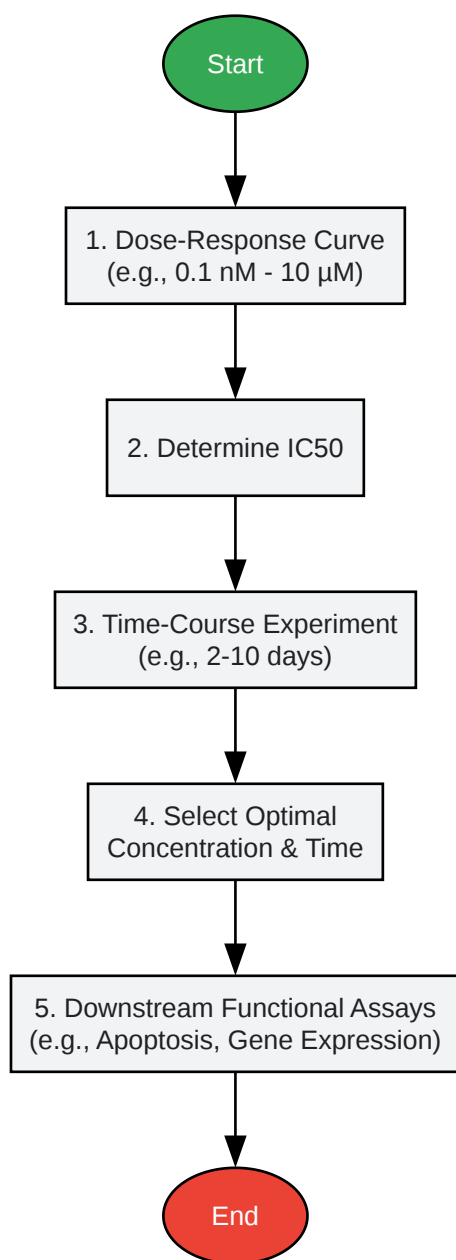 Start
1. Dose-Response Curve
(e.g., 0.1 nM - 10 µM)
2. Determine IC50
3. Time-Course Experiment
(e.g., 2-10 days)
4. Select Optimal
Concentration & Time
5. Downstream Functional Assays
(e.g., Apoptosis, Gene Expression)
End